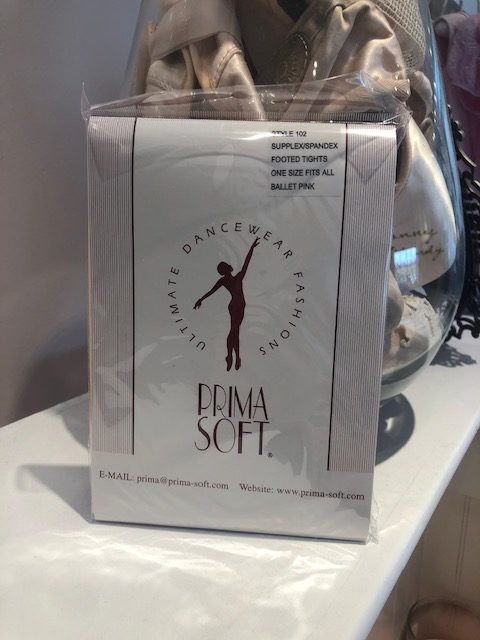 STYLE 102
SUPPLEX/SPANDEX
FOOTED TIGHTS
ONE SIZE FITS ALL
BALLET PINK
ULTIMATE DANCEWEAR FASHIONS
PRIMA
SOFT®
E-MAIL: prima@prima-soft.com Website: www.prima-soft.com